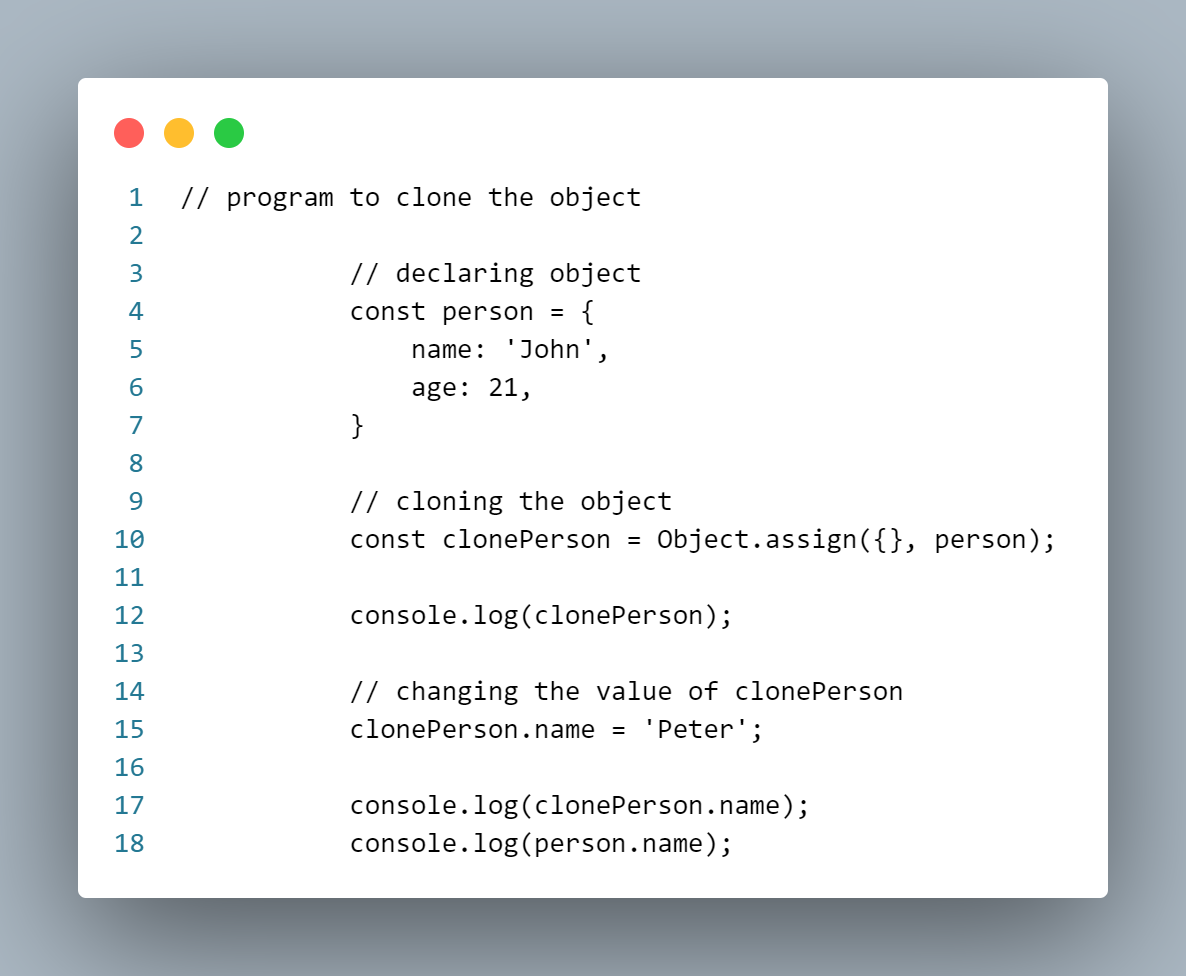 1 // program to clone the object
2
3 // declaring object
4 const person = {
5 name: 'John',
6 age: 21,
7 }
8
9 // cloning the object
10 const clonePerson = Object.assign({}, person);
11
12 console.log(clonePerson);
13
14 // changing the value of clonePerson
15 clonePerson.name = 'Peter';
16
17 console.log(clonePerson.name);
18 console.log(person.name);